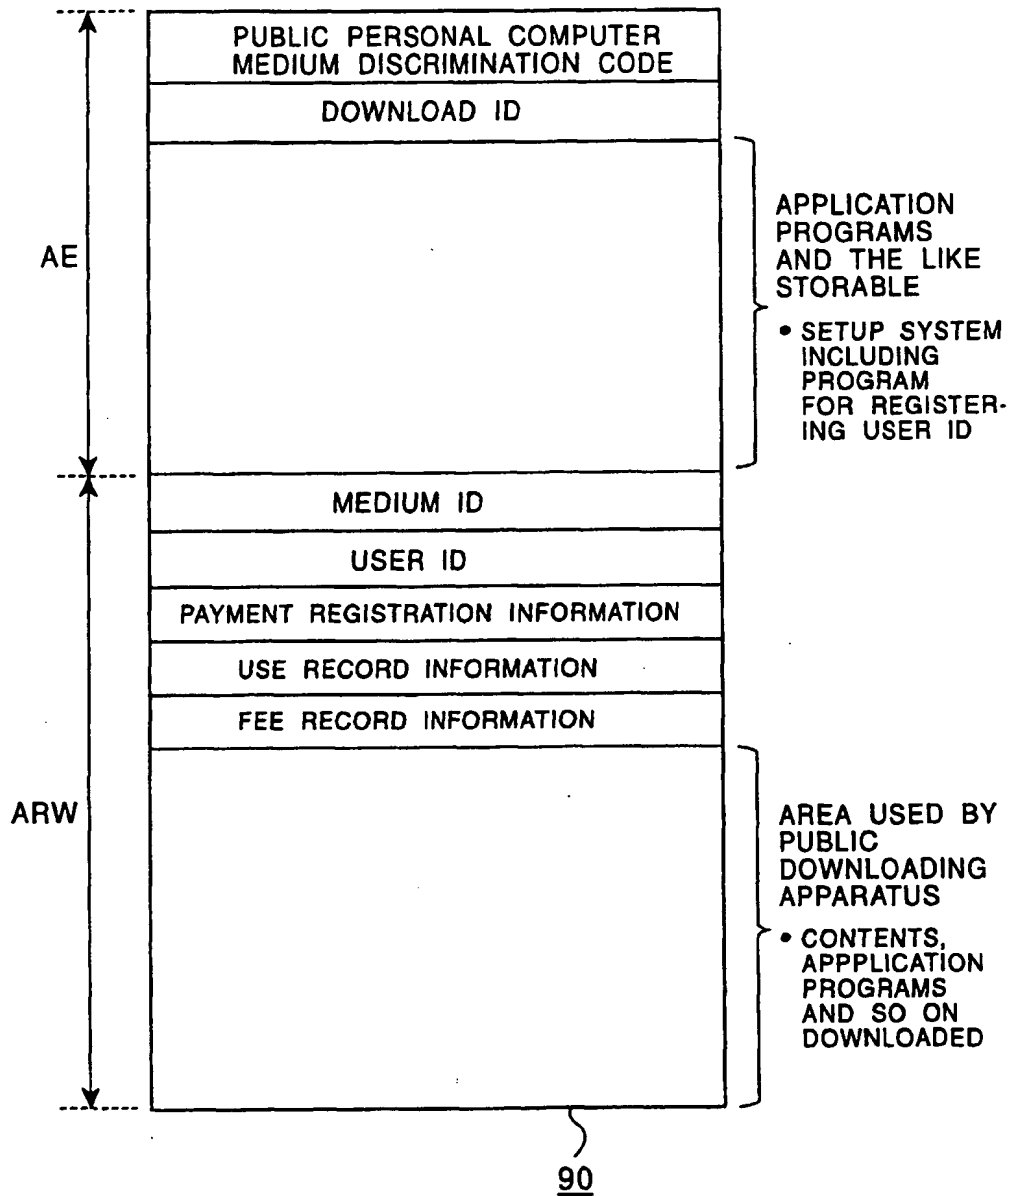 PUBLIC PERSONAL COMPUTER
MEDIUM DISCRIMINATION CODE
DOWNLOAD ID
AE
APPLICATION
PROGRAMS
AND THE LIKE
STORABLE
• SETUP SYSTEM
INCLUDING
PROGRAM
FOR REGISTER-
ING USER ID
MEDIUM ID
USER ID
PAYMENT REGISTRATION INFORMATION
USE RECORD INFORMATION
FEE RECORD INFORMATION
ARW
AREA USED BY
PUBLIC
DOWNLOADING
APPARATUS
• CONTENTS,
APPPLICATION
PROGRAMS
AND SO ON
DOWNLOADED
90